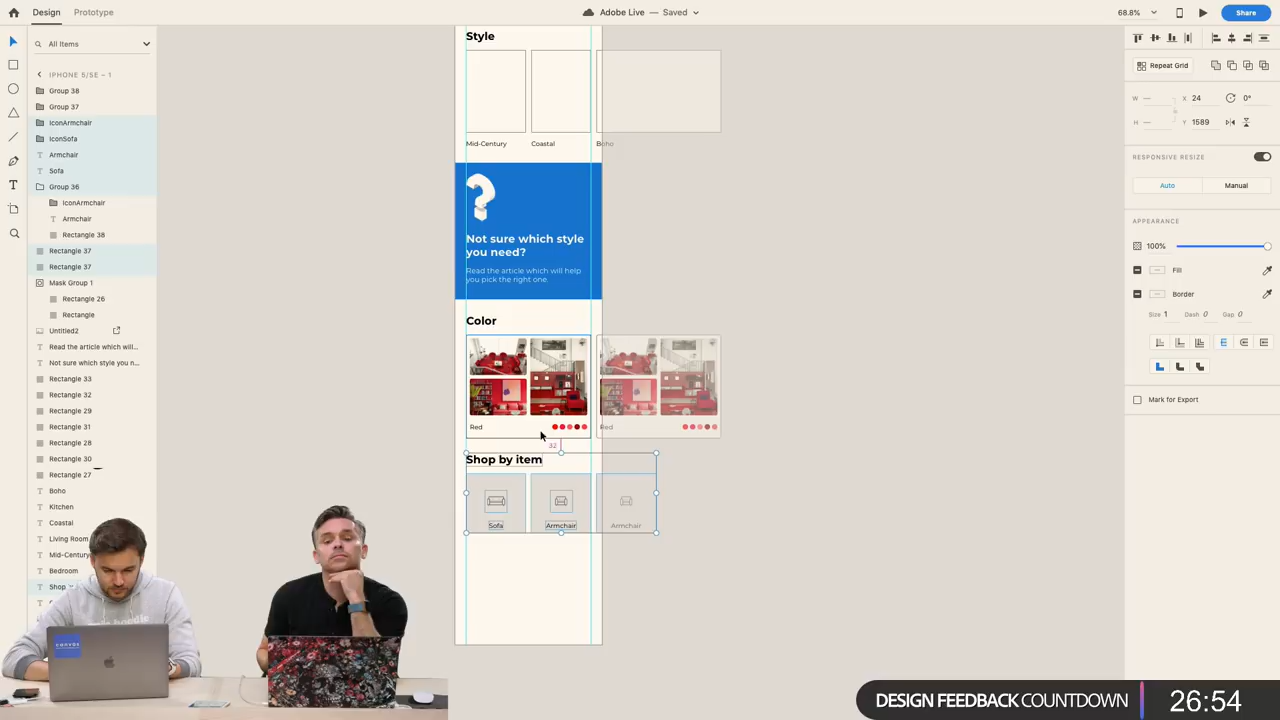 Design
Prototype
Adobe Live — Saved
68.8%
Share
All Items
IPHONE 5/SE – 1
Group 38
Group 37
IconArmchair
IconSofa
Armchair
Sofa
Group 36
IconArmchair
Armchair
Rectangle 38
Rectangle 37
Rectangle 37
Mask Group 1
Rectangle 26
Rectangle
Untitled2
Read the article which will...
Not sure which style you n...
Rectangle 33
Rectangle 32
Rectangle 29
Rectangle 31
Rectangle 28
Rectangle 30
Rectangle 27
Boho
Kitchen
Coastal
Living Room
Mid-Century
Bedroom
Shop
Style
Mid-Century
Coastal
Boho
Not sure which style
you need?
Read the article which will help
you pick the right one.
Color
Red
Red
32
Shop by item
Sofa
Armchair
Armchair
Repeat Grid
W —
X 24
0°
H —
Y 1589
RESPONSIVE RESIZE
Auto
Manual
APPEARANCE
100%
Fill
Border
Size 1
Dash 0
Gap 0
Mark for Export
canvas
DESIGN FEEDBACK COUNTDOWN
26:54